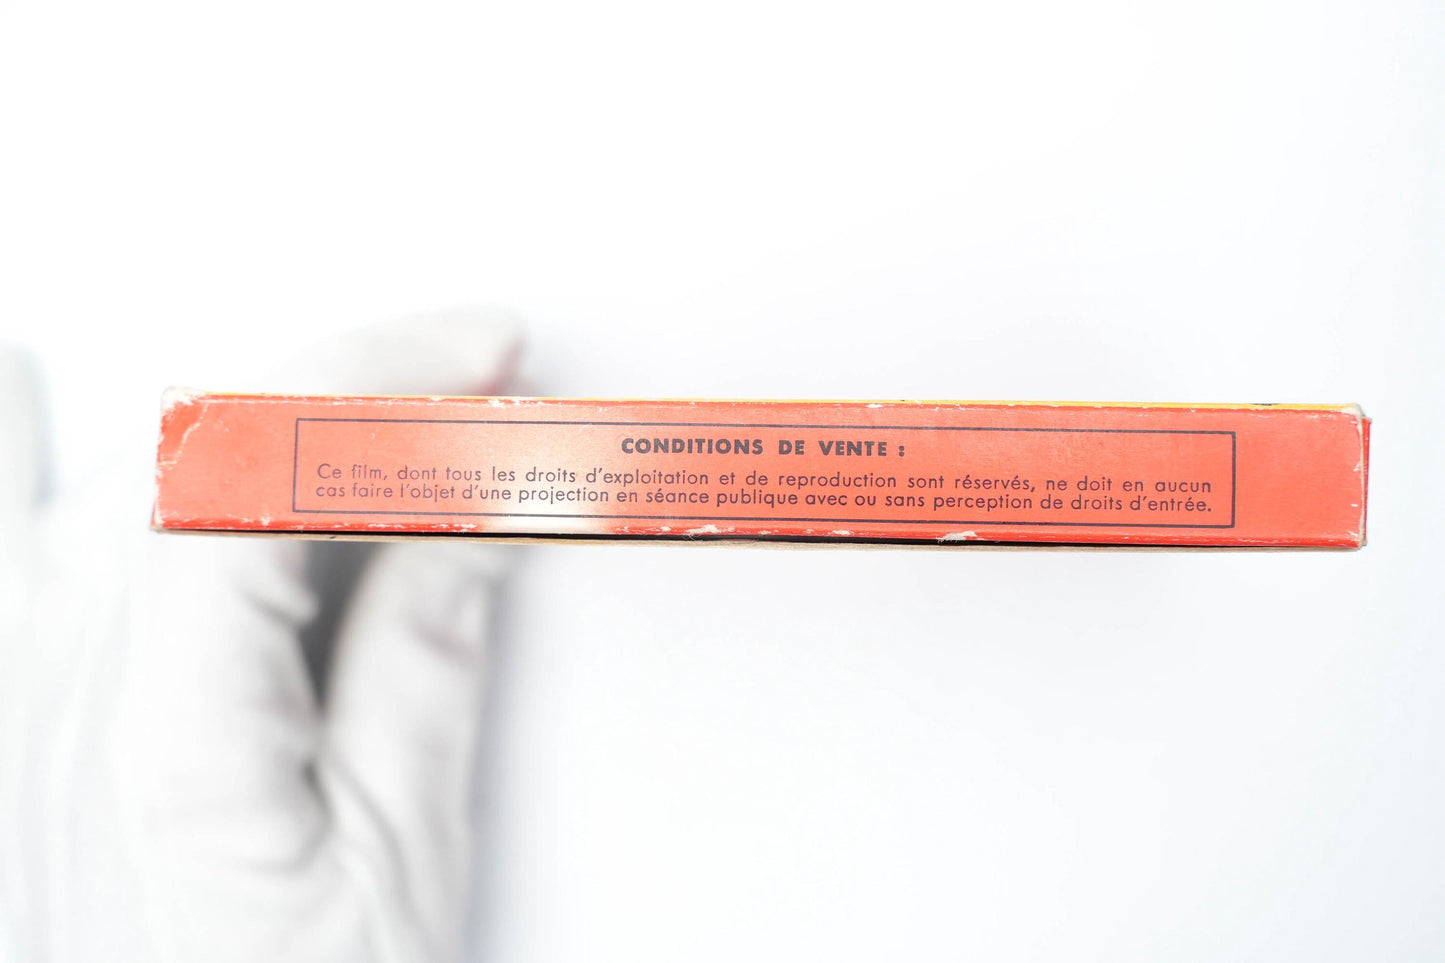 CONDITIONS DE VENTE :
Ce film, dont tous les droits d'exploitation et de reproduction sont réservés, ne doit en aucun
cas faire l'objet d'une projection en séance publique avec ou sans perception de droits d'entrée.